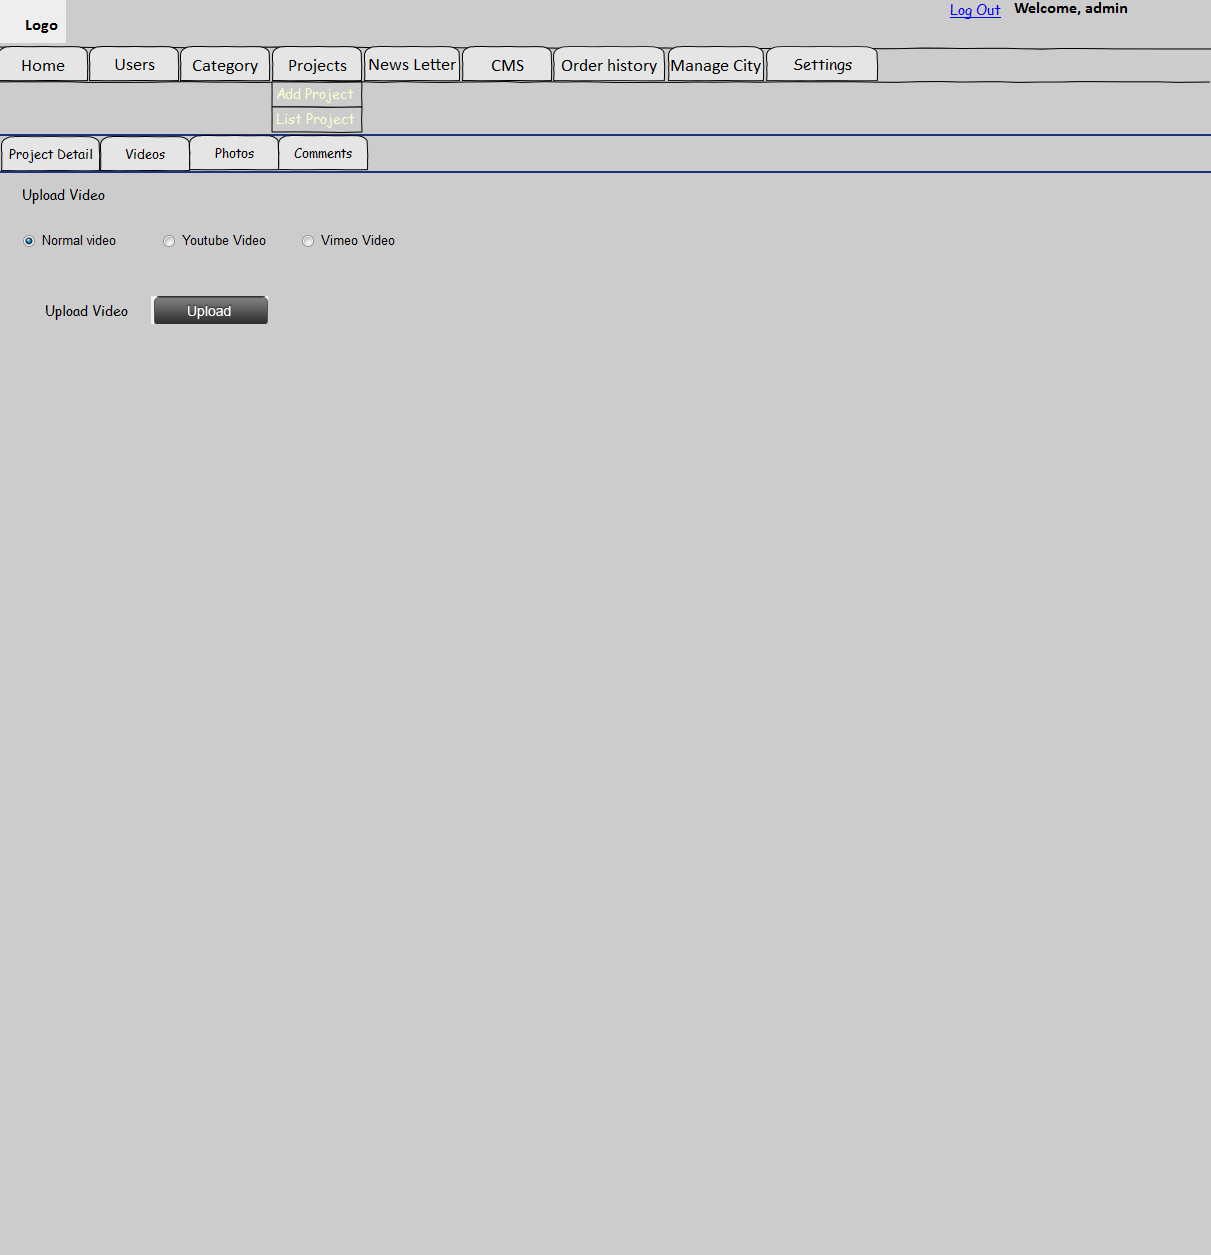 Log Out Welcome, admin
Logo
Home Users Category Projects News Letter CMS Order history Manage City Settings
Add Project
List Project
Project Detail Videos Photos Comments
Upload Video
Normal video Youtube Video Vimeo Video
Upload Video Upload